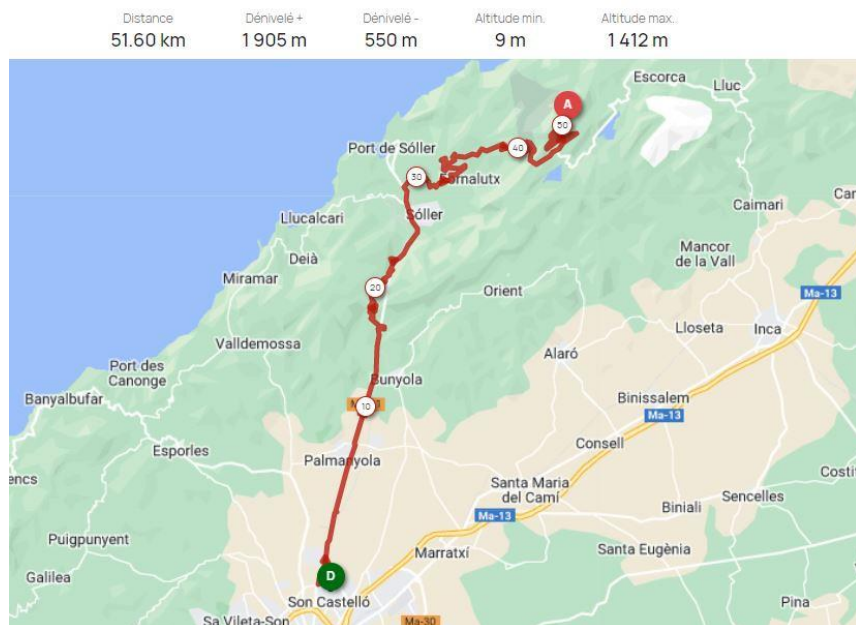 Distance
Dénivelé +
Dénivelé -
Altitude min.
Altitude max.
51.60 km
1 905 m
550 m
9 m
1 412 m
Escorca
Lluc
A
50
Port de Sóller
40
30
Fornalutx
Caimari
Llucalcari
Sóller
Deià
Mancor
de la Vall
Miramar
20
Orient
Ma-13
Lloseta
Inca
Valldemossa
Alaró
Port des
Canonge
Bunyola
Binissalem
Banyalbufar
10
Ma-13
Esporles
Consell
Palmanyola
Santa Maria
del Camí
Sencelles
Ma-13
Biniali
Puigpunyent
Marratxí
Santa Eugènia
Galilea
D
Son Castelló
Pina
Sa Vileta-Son
Ma-30